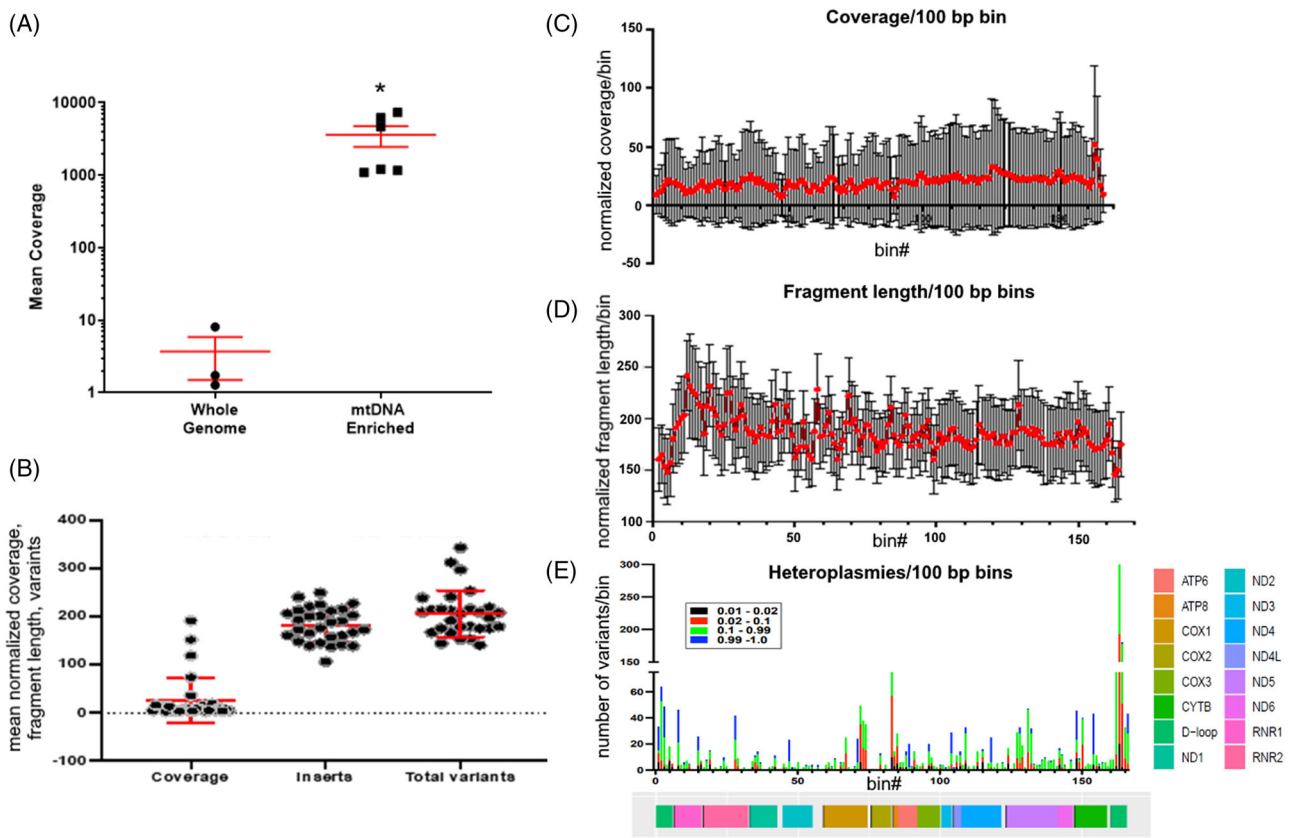 (A)
*
Mean Coverage
10000
1000
100
10
1
Whole
Genome
mtDNA
Enriched
(B)
mean normalized coverage,
fragment length, varaints
400
300
200
100
0
-100
Coverage
Inserts
Total variants
(C)
Coverage/100 bp bin
normalized coverage/bin
150
100
50
0
-50
bin#
(D)
Fragment length/100 bp bins
normalized fragment length/bin
300
250
200
150
100
0
50
100
150
bin#
(E)
Heteroplasmies/100 bp bins
number of variants/bin
300
250
200
150
60
40
20
0
0.01 - 0.02
0.02 - 0.1
0.1 - 0.99
0.99 -1.0
0
50
100
150
bin#
ATP6
ATP8
COX1
COX2
COX3
CYTB
D-loop
ND1
ND2
ND3
ND4
ND4L
ND5
ND6
RNR1
RNR2